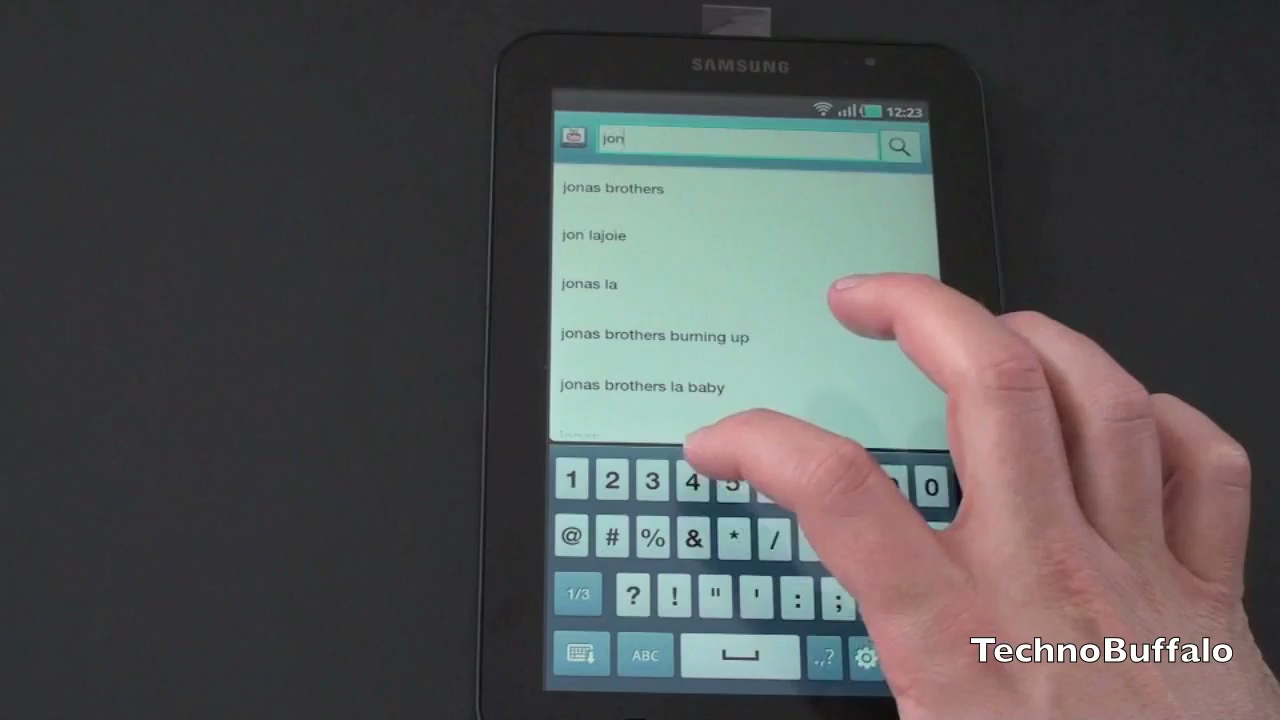 SAMSUNG
12:23
jon
jonas brothers
jon lajoie
jonas la
jonas brothers burning up
jonas brothers la baby
1 2 3 4 5 0
@ # % & * /
1/3 ? ! " ' : ;
ABC .,?
TechnoBuffalo